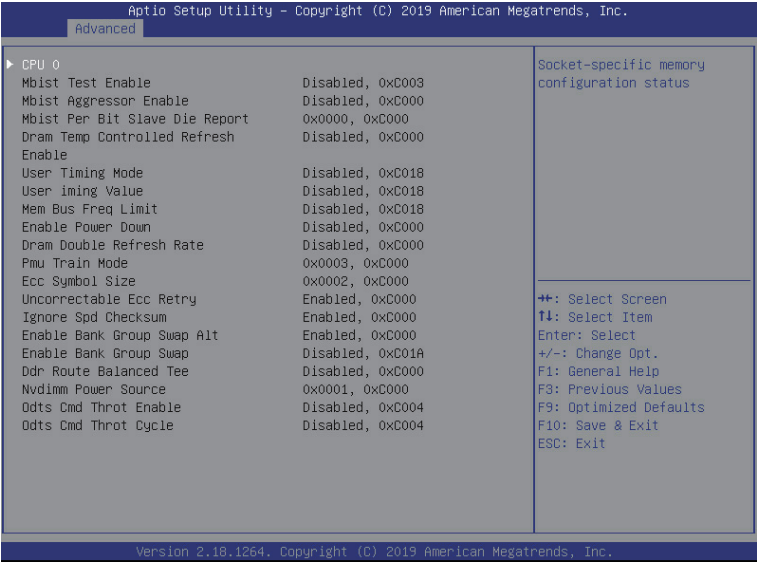 Aptio Setup Utility – Copyright (C) 2019 American Megatrends, Inc.
Advanced
▶ CPU 0
Mbist Test Enable Disabled, 0xC003
Mbist Aggressor Enable Disabled, 0xC000
Mbist Per Bit Slave Die Report 0x0000, 0xC000
Dram Temp Controlled Refresh Disabled, 0xC000
Enable
User Timing Mode Disabled, 0xC018
User iming Value Disabled, 0xC018
Mem Bus Freq Limit Disabled, 0xC018
Enable Power Down Disabled, 0xC000
Dram Double Refresh Rate Disabled, 0xC000
Pmu Train Mode 0x0003, 0xC000
Ecc Symbol Size 0x0002, 0xC000
Uncorrectable Ecc Retry Enabled, 0xC000
Ignore Spd Checksum Enabled, 0xC000
Enable Bank Group Swap Alt Enabled, 0xC000
Enable Bank Group Swap Disabled, 0xC01A
Ddr Route Balanced Tee Disabled, 0xC000
Nvdimm Power Source 0x0001, 0xC000
Odts Cmd Throt Enable Disabled, 0xC004
Odts Cmd Throt Cycle Disabled, 0xC004
Socket-specific memory
configuration status
→←: Select Screen
↑↓: Select Item
Enter: Select
+/-: Change Opt.
F1: General Help
F3: Previous Values
F9: Optimized Defaults
F10: Save & Exit
ESC: Exit
Version 2.18.1264. Copyright (C) 2019 American Megatrends, Inc.